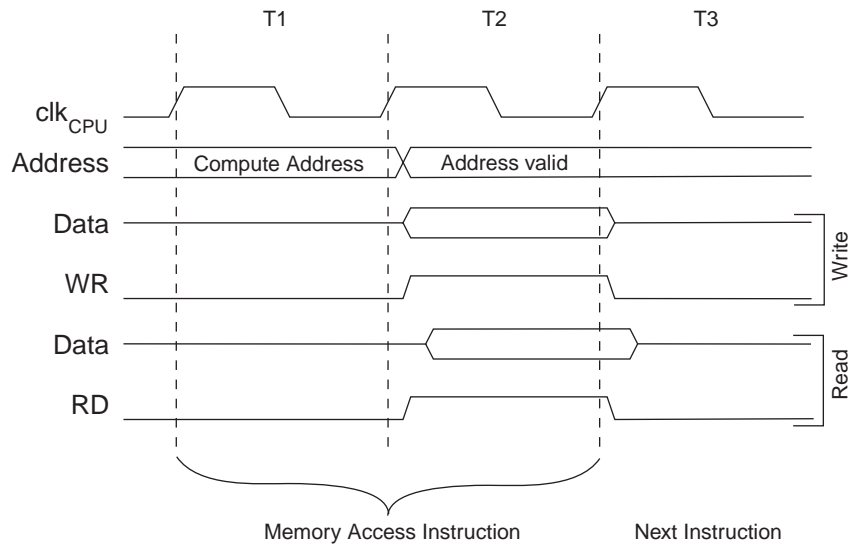 T1 T2 T3
clkCPU
Address Compute Address Address valid
Data
WR
Write
Data
RD
Read
Memory Access Instruction Next Instruction